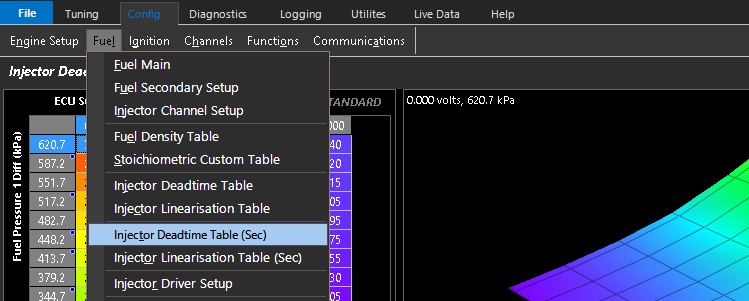 File Tuning Config Diagnostics Logging Utilites Live Data Help
Engine Setup Fuel Ignition Channels Functions Communications
Injector Dead
Fuel Main
Fuel Secondary Setup
Injector Channel Setup
Fuel Density Table
Stoichiometric Custom Table
Injector Deadtime Table
Injector Linearisation Table
Injector Deadtime Table (Sec)
Injector Linearisation Table (Sec)
Injector Driver Setup
ECU S
STANDARD
000
Fuel Pressure 1 Diff (kPa)
620.7 40
587.2 20
551.7 15
517.2 05
482.7 95
448.2 75
413.7 55
379.2 30
344.7 05
0.000 volts, 620.7 kPa